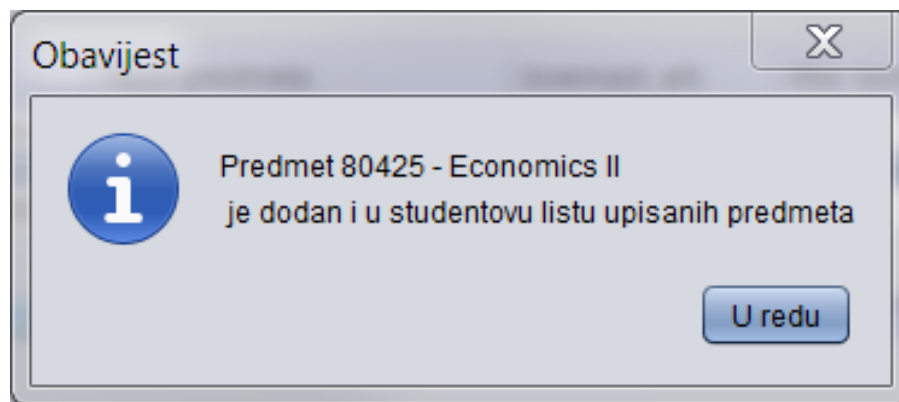 Obavijest
Predmet 80425 - Economics II
je dodan i u studentovu listu upisanih predmeta
U redu